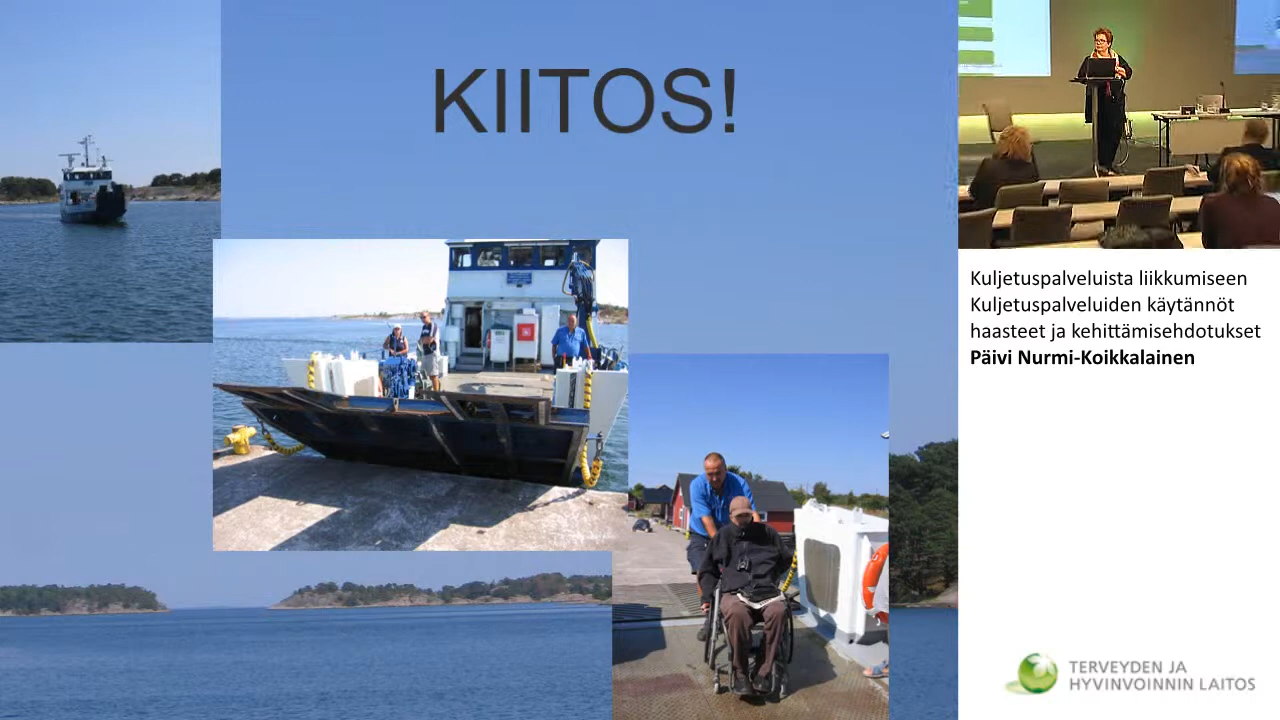 KIITOS!
Kuljetuspalveluista liikkumiseen
Kuljetuspalveluiden käytännöt
haasteet ja kehittämisehdotukset
Päivi Nurmi-Koikkalainen
TERVEYDEN JA
HYVINVOINNIN LAITOS